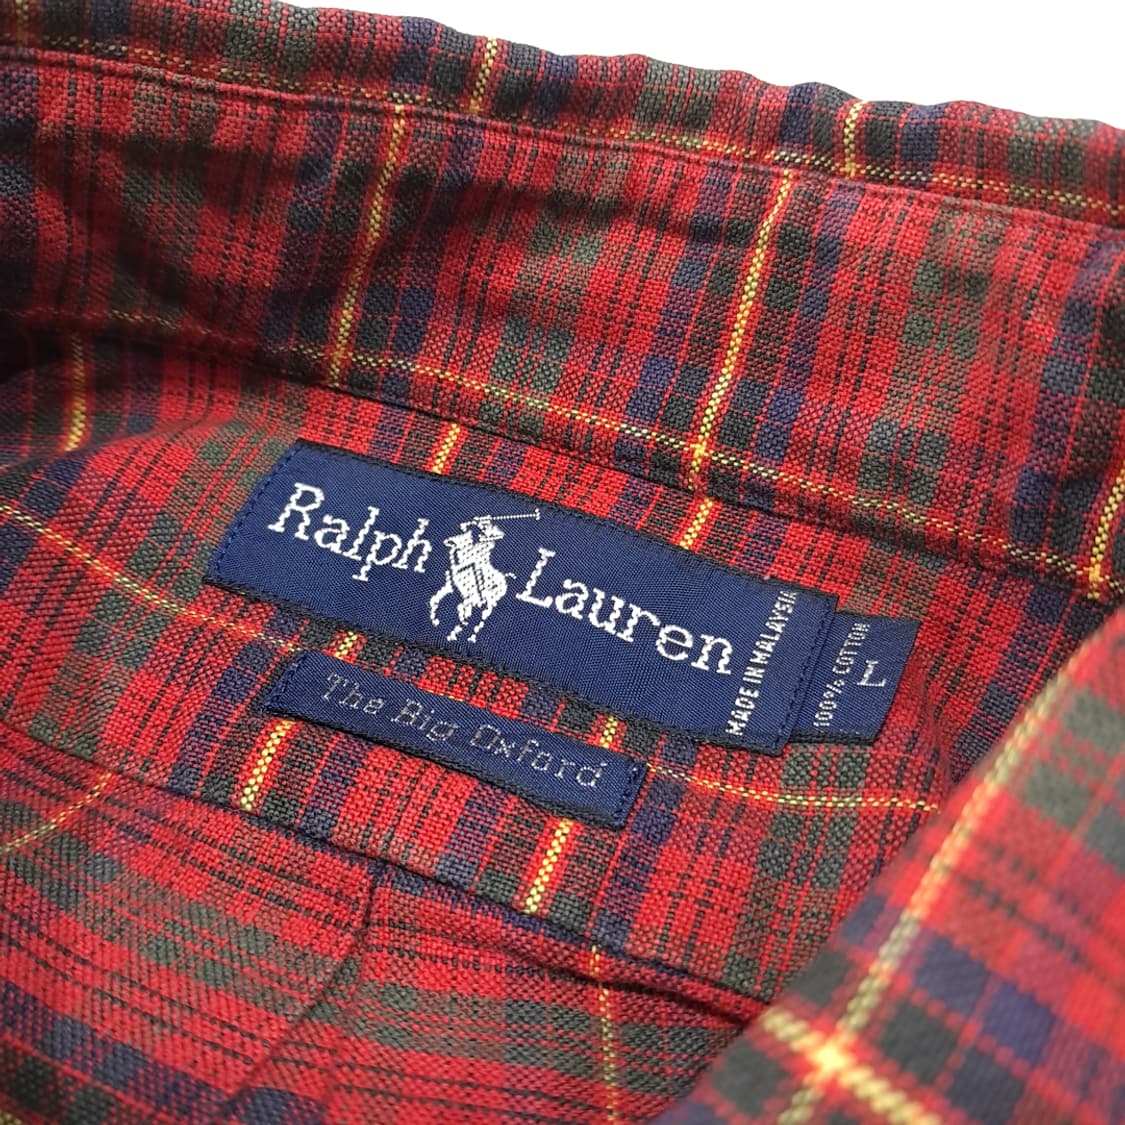 Ralph Lauren
MADE IN MALAYSIA
100% COTTON
L
The Big Oxford